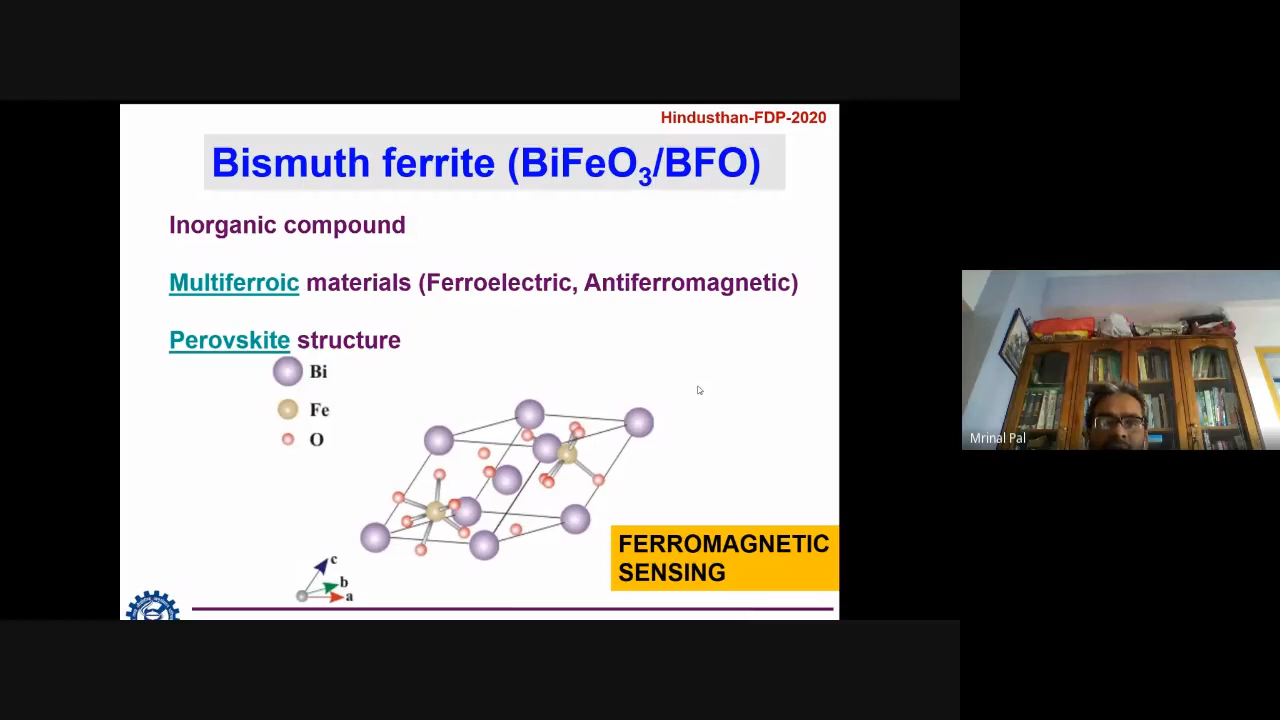 Hindusthan-FDP-2020
Bismuth ferrite (BiFeO₃/BFO)
Inorganic compound
Multiferroic materials (Ferroelectric, Antiferromagnetic)
Perovskite structure
Bi
Fe
O
c
b
a
FERROMAGNETIC
SENSING
Mrinal Pal